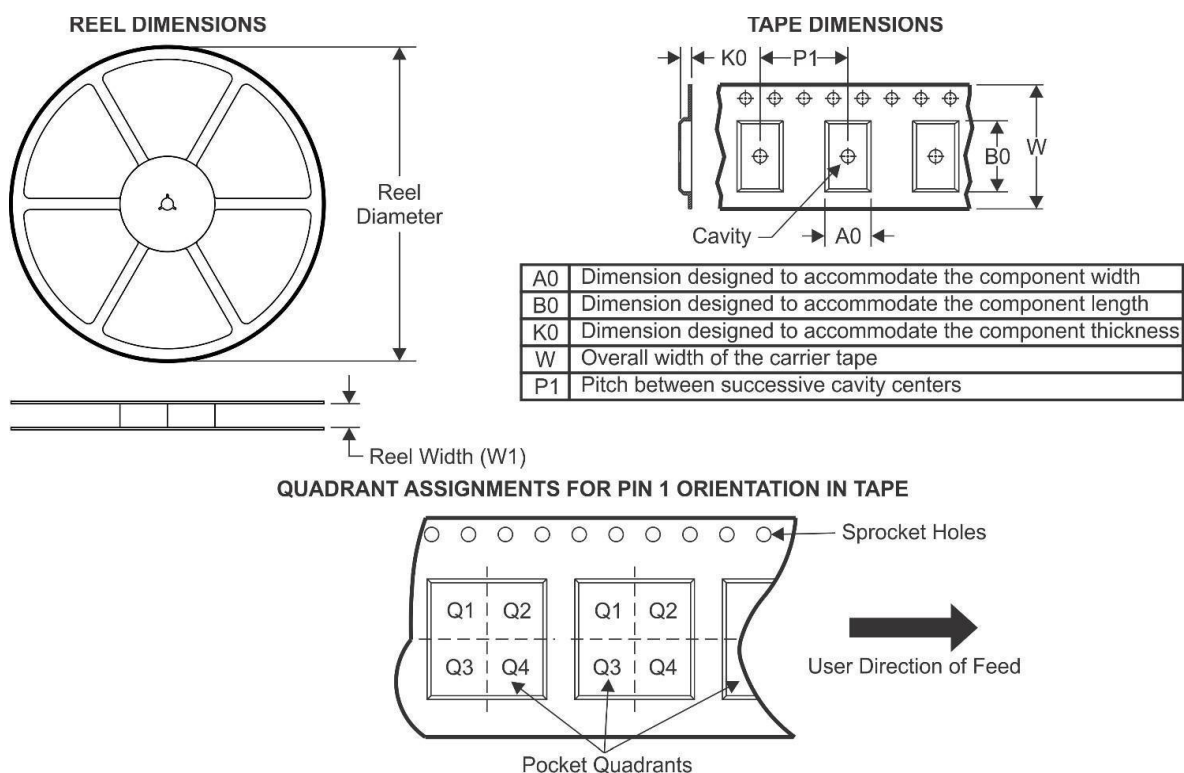 REEL DIMENSIONS
Reel
Diameter
Reel Width (W1)
TAPE DIMENSIONS
K0
P1
B0
W
Cavity
A0
A0 Dimension designed to accommodate the component width
B0 Dimension designed to accommodate the component length
K0 Dimension designed to accommodate the component thickness
W Overall width of the carrier tape
P1 Pitch between successive cavity centers
QUADRANT ASSIGNMENTS FOR PIN 1 ORIENTATION IN TAPE
Sprocket Holes
Q1 Q2 Q1 Q2
Q3 Q4 Q3 Q4
User Direction of Feed
Pocket Quadrants